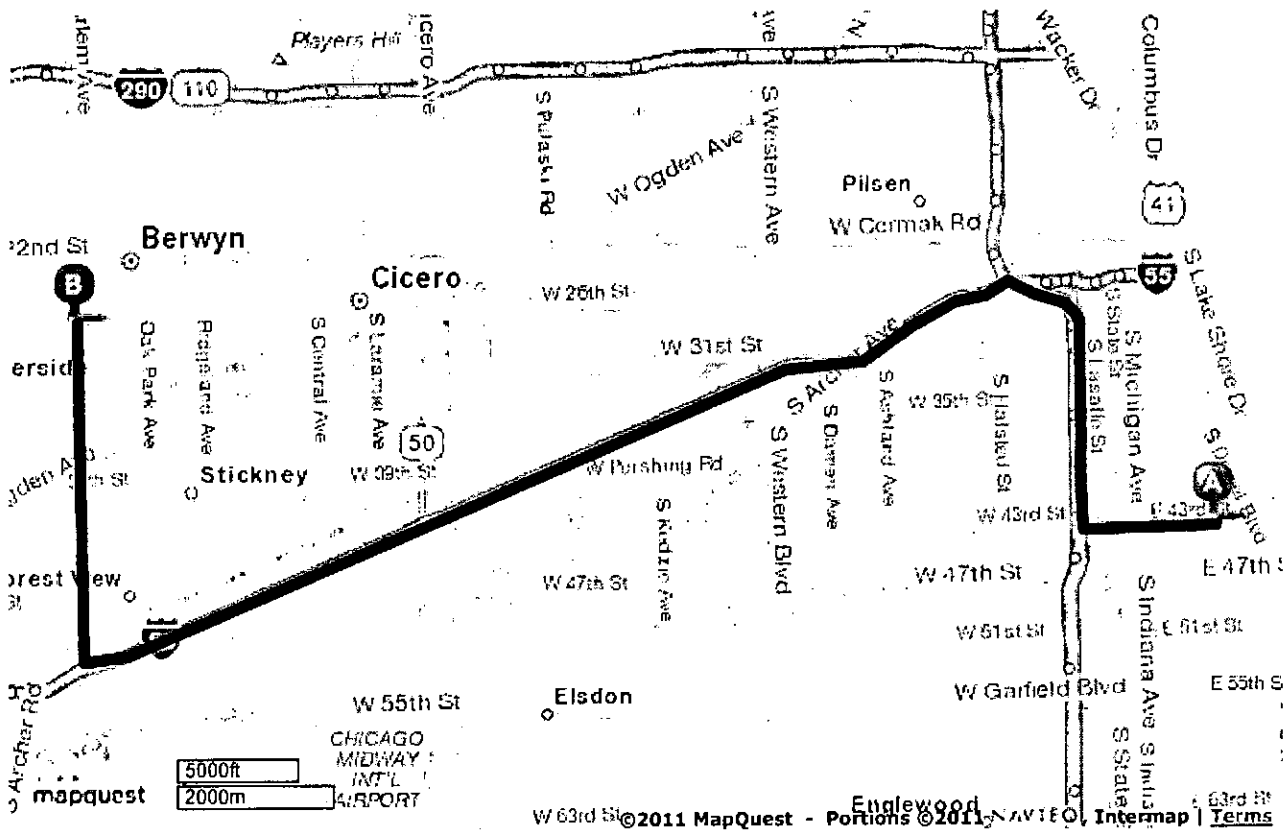 Players Hill
Cicero Ave
290
110
S Pulaski Rd
W Ogden Ave
S Western Ave
Wacker Dr
Columbus Dr
41
Pilsen
W Cermak Rd
Berwyn
B
Cicero
W 26th St
55
S Lake Shore Dr
Oak Park Ave
Ridgeland Ave
S Central Ave
S Laramie Ave
W 31st St
S Archer Ave
S State St
S Michigan Ave
S Lasalle St
50
W 35th St
S Halsted St
S Ashland Ave
S Damen Ave
S Western Blvd
W Pershing Rd
Stickney
W 39th St
A
W 43rd St
E 43rd St
S Kedzie Ave
W 47th St
W 47th St
E 47th S
W 51st St
E 51st St
W Garfield Blvd
E 55th S
S Indiana Ave
S State
W 55th St
Elsdon
Archer Rd
CHICAGO
MIDWAY
INT'L
AIRPORT
5000ft
2000m
mapquest
W 63rd St
Englewood
E 63rd St
©2011 MapQuest - Portions ©2011 NAVTEQ, Intermap | Terms